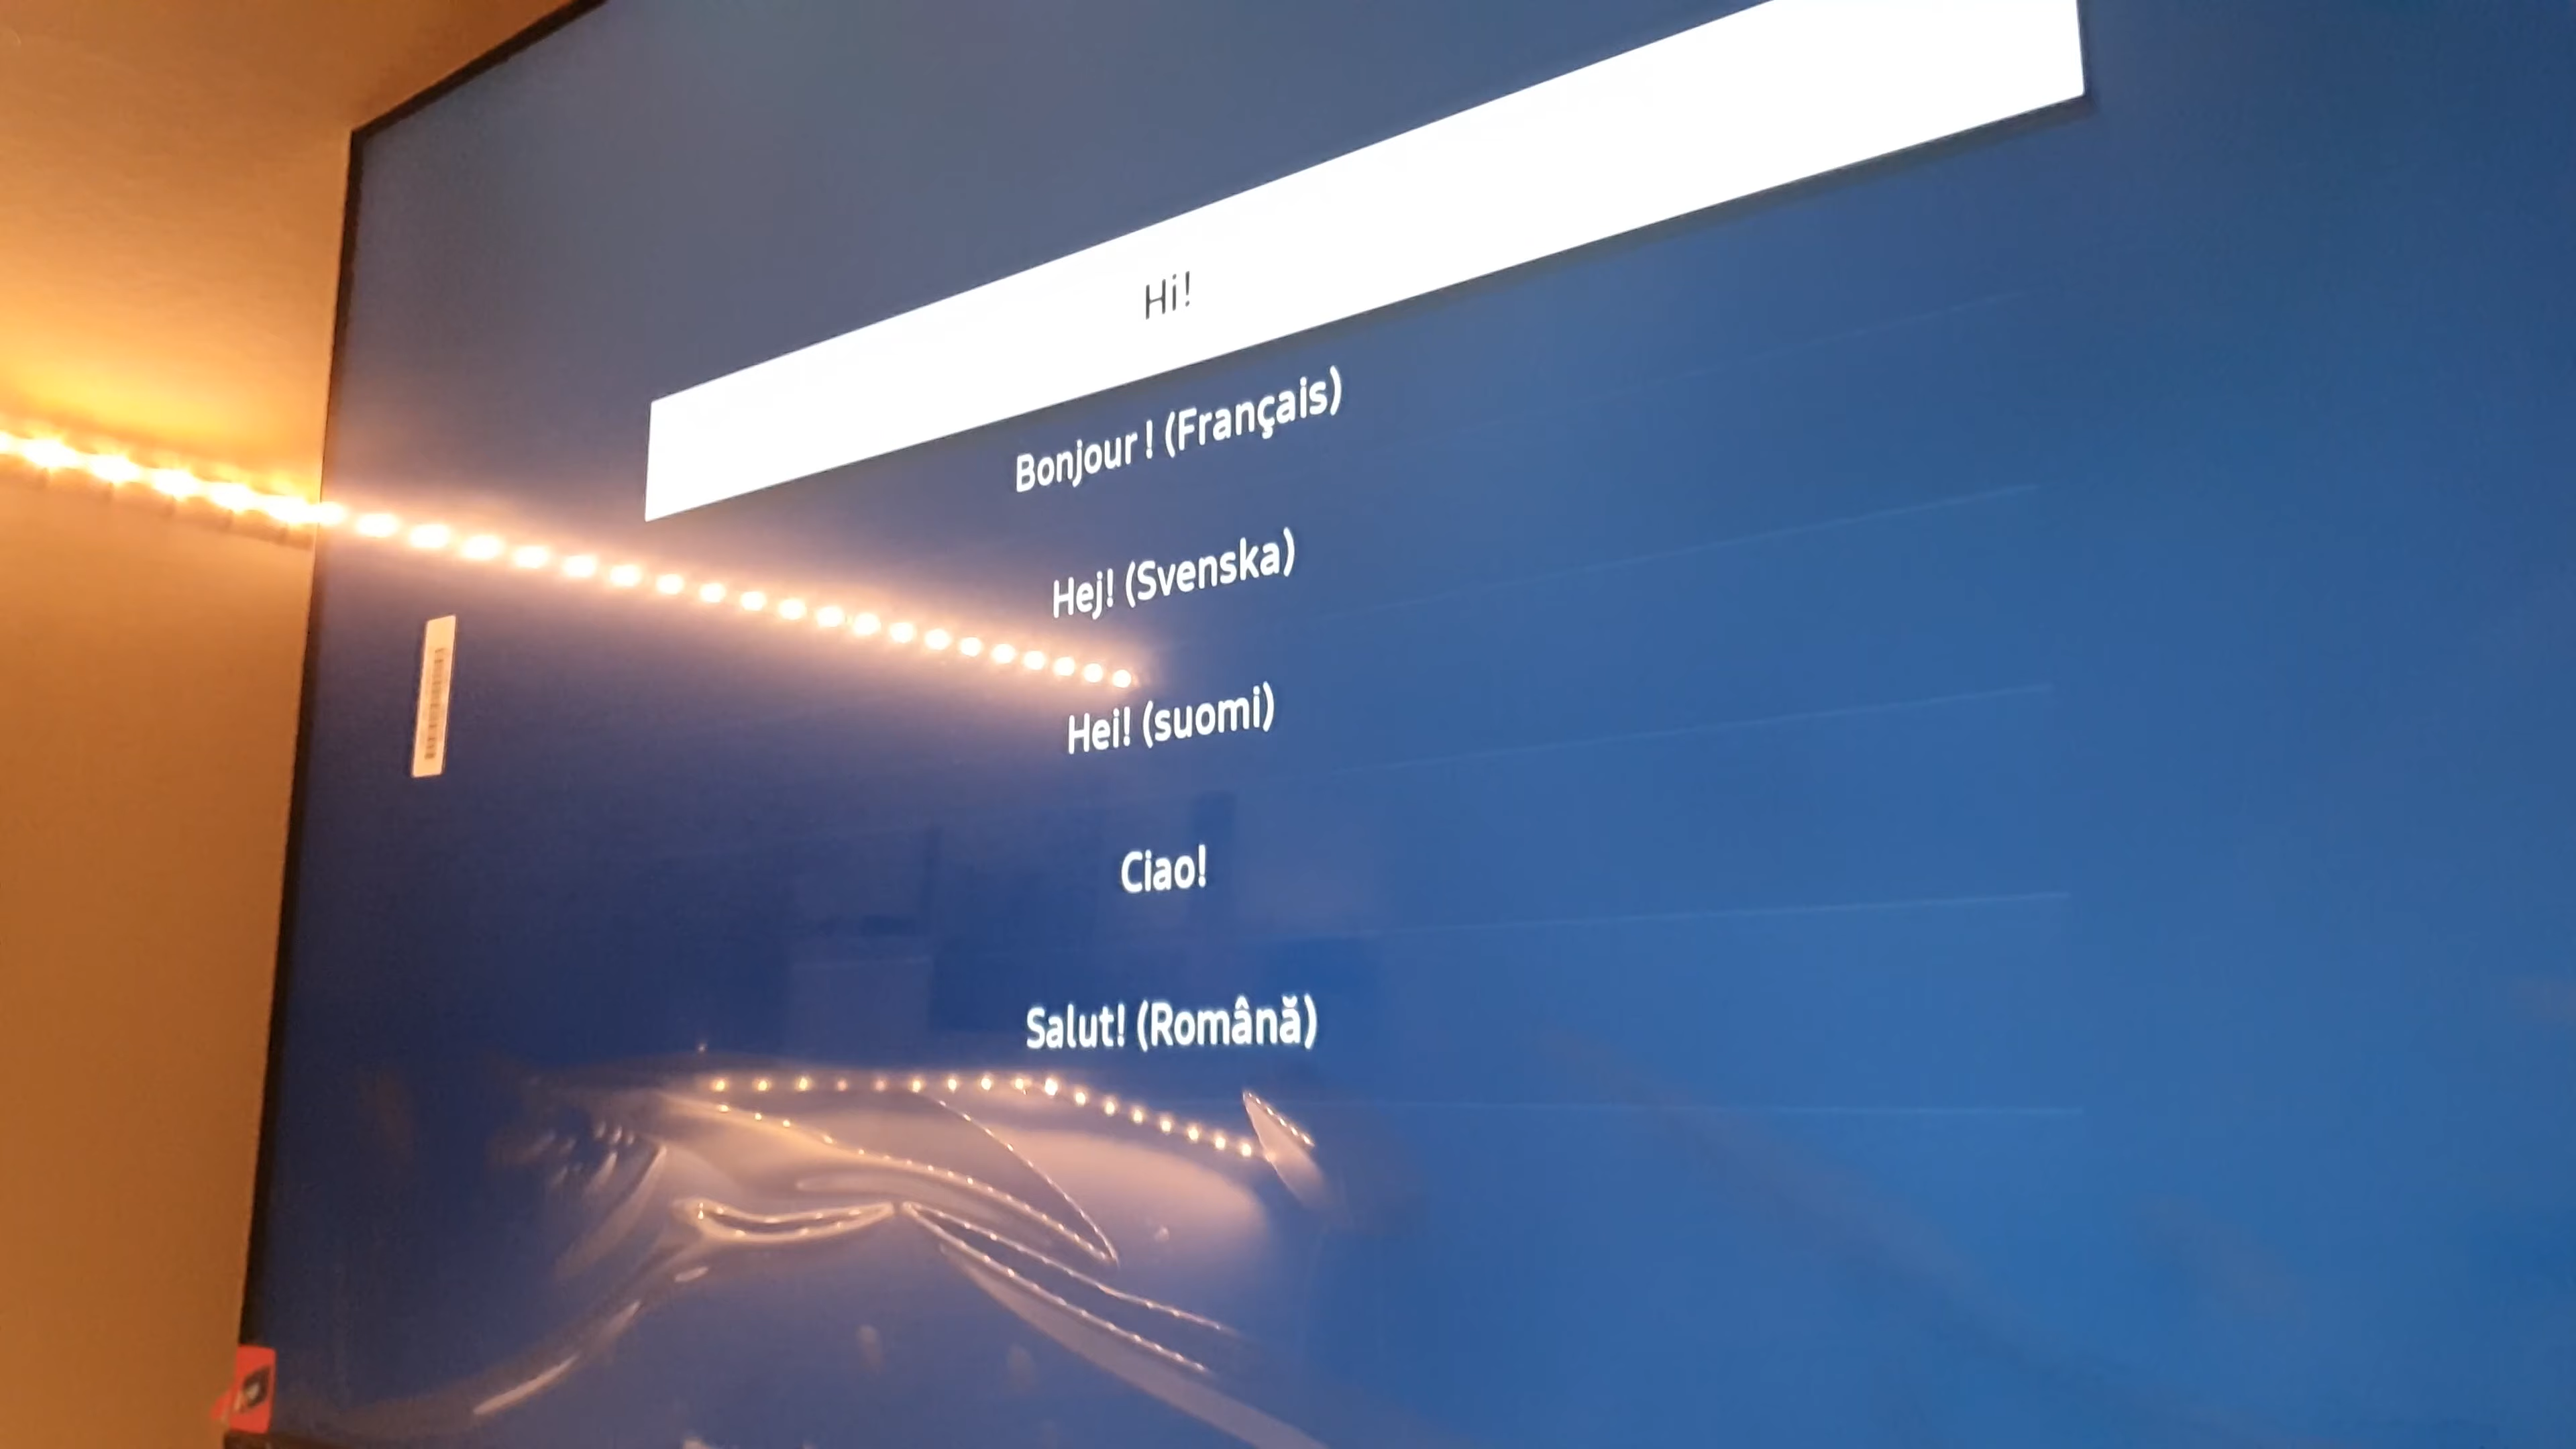 Hi!
Bonjour ! (Français)
Hej! (Svenska)
Hei! (suomi)
Ciao!
Salut! (Română)